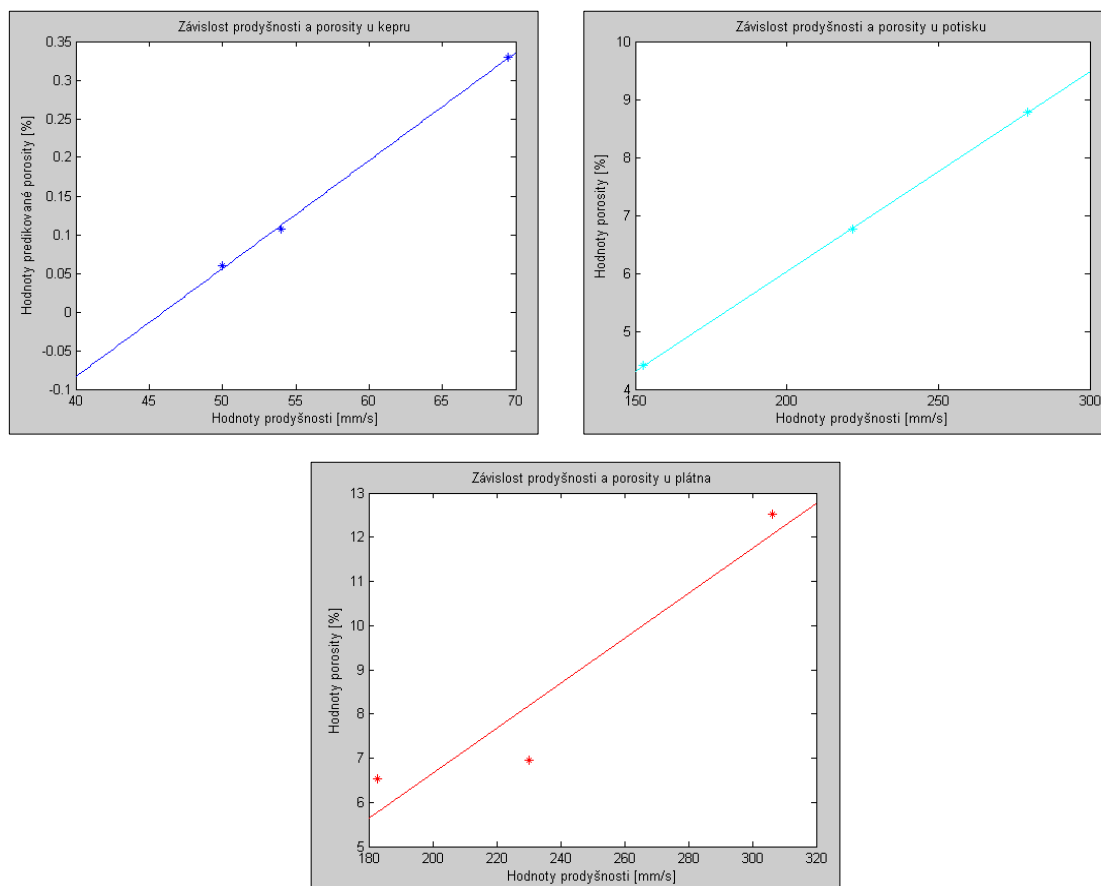 Závislost prodyšnosti a porosity u kepru
Hodnoty predikované porosity [%]
0.35
0.3
0.25
0.2
0.15
0.1
0.05
0
-0.05
-0.1
40 45 50 55 60 65 70
Hodnoty prodyšnosti [mm/s]
Závislost prodyšnosti a porosity u potisku
Hodnoty porosity [%]
10
9
8
7
6
5
4
150 200 250 300
Hodnoty prodyšnosti [mm/s]
Závislost prodyšnosti a porosity u plátna
Hodnoty porosity [%]
13
12
11
10
9
8
7
6
5
180 200 220 240 260 280 300 320
Hodnoty prodyšnosti [mm/s]